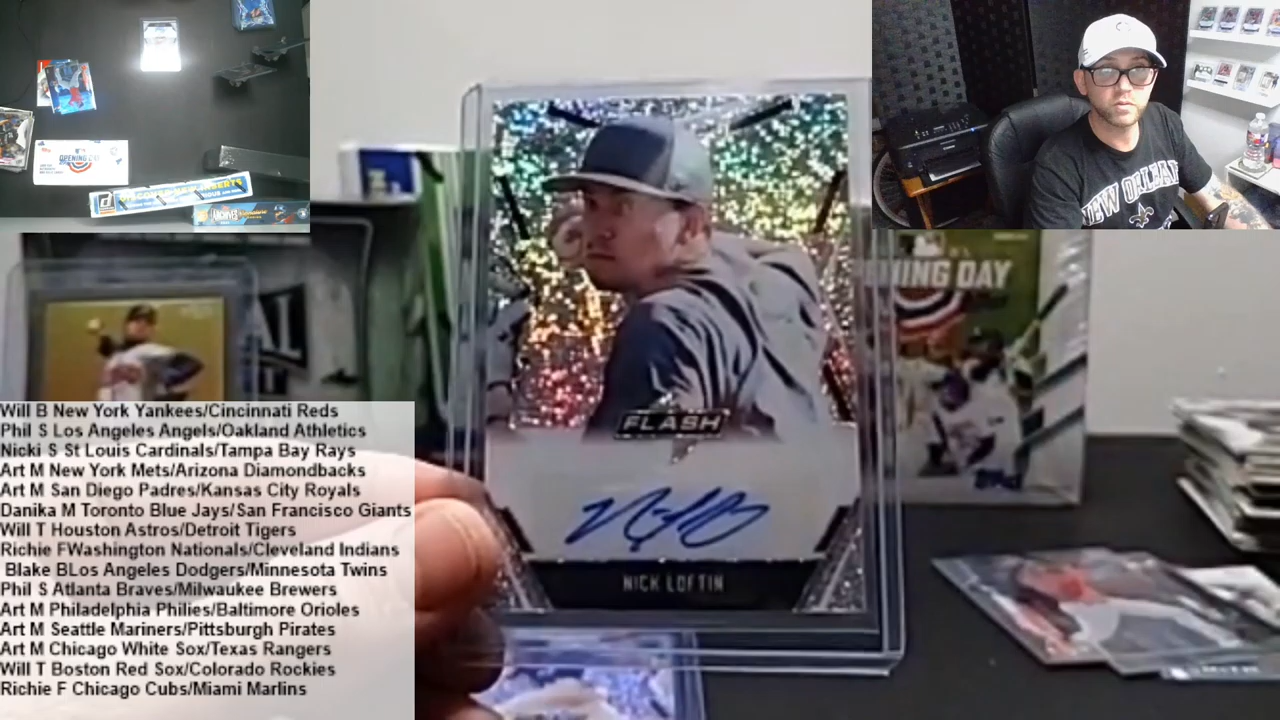 OPENING DAY
ARCHIVES
NEW ORLEANS
OPENING DAY
FLASH
NICK LOFTIN
Will B New York Yankees/Cincinnati Reds
Phil S Los Angeles Angels/Oakland Athletics
Nicki S St Louis Cardinals/Tampa Bay Rays
Art M New York Mets/Arizona Diamondbacks
Art M San Diego Padres/Kansas City Royals
Danika M Toronto Blue Jays/San Francisco Giants
Will T Houston Astros/Detroit Tigers
Richie FWashington Nationals/Cleveland Indians
Blake BLos Angeles Dodgers/Minnesota Twins
Phil S Atlanta Braves/Milwaukee Brewers
Art M Philadelphia Philies/Baltimore Orioles
Art M Seattle Mariners/Pittsburgh Pirates
Art M Chicago White Sox/Texas Rangers
Will T Boston Red Sox/Colorado Rockies
Richie F Chicago Cubs/Miami Marlins